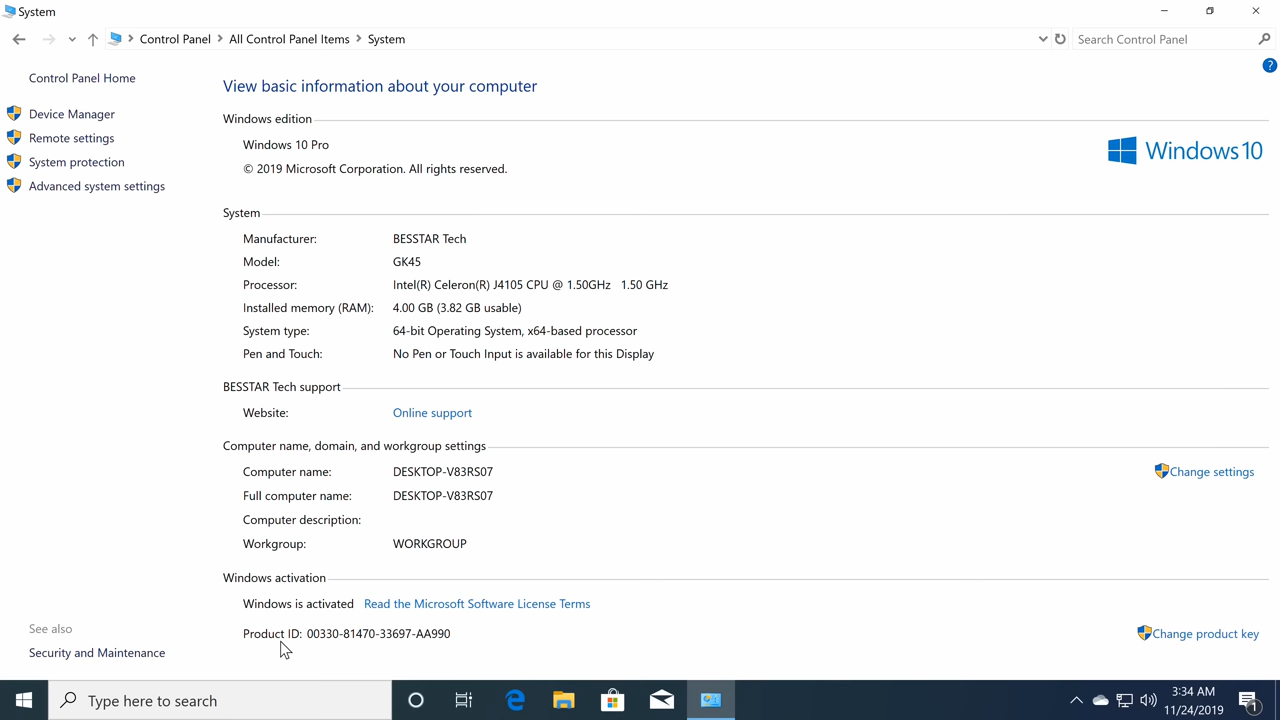 System
Control Panel > All Control Panel Items > System
Search Control Panel
?
Control Panel Home
Device Manager
Remote settings
System protection
Advanced system settings
View basic information about your computer
Windows edition
Windows 10 Pro
© 2019 Microsoft Corporation. All rights reserved.
Windows 10
System
Manufacturer: BESSTAR Tech
Model: GK45
Processor: Intel(R) Celeron(R) J4105 CPU @ 1.50GHz 1.50 GHz
Installed memory (RAM): 4.00 GB (3.82 GB usable)
System type: 64-bit Operating System, x64-based processor
Pen and Touch: No Pen or Touch Input is available for this Display
BESSTAR Tech support
Website: Online support
Computer name, domain, and workgroup settings
Computer name: DESKTOP-V83RS07
Change settings
Full computer name: DESKTOP-V83RS07
Computer description:
Workgroup: WORKGROUP
Windows activation
Windows is activated Read the Microsoft Software License Terms
Product ID: 00330-81470-33697-AA990
Change product key
See also
Security and Maintenance
Type here to search
3:34 AM
11/24/2019
1